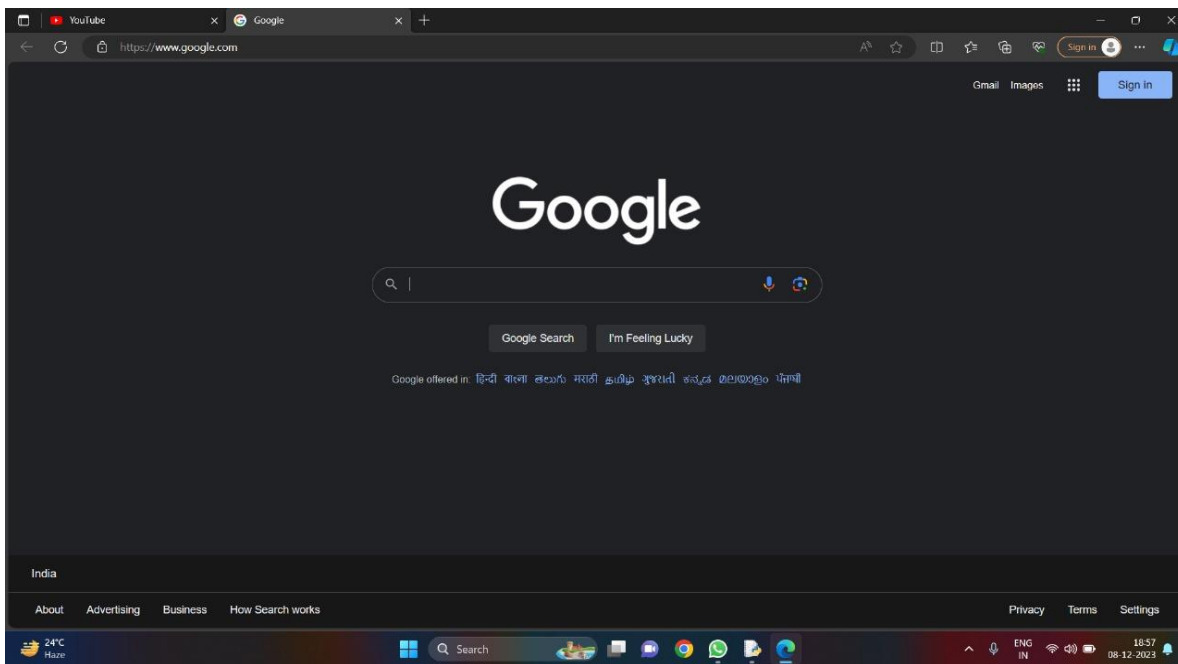 YouTube Google
https://www.google.com Sign in
Gmail Images Sign in
Google
Google Search I'm Feeling Lucky
Google offered in: हिन्दी বাংলা తెలుగు मराठी தமிழ் ગુજરાતી ಕನ್ನಡ മലയാളം ਪੰਜਾਬੀ
India
About Advertising Business How Search works Privacy Terms Settings
24°C
Haze
Search
ENG
IN
18:57
08-12-2023